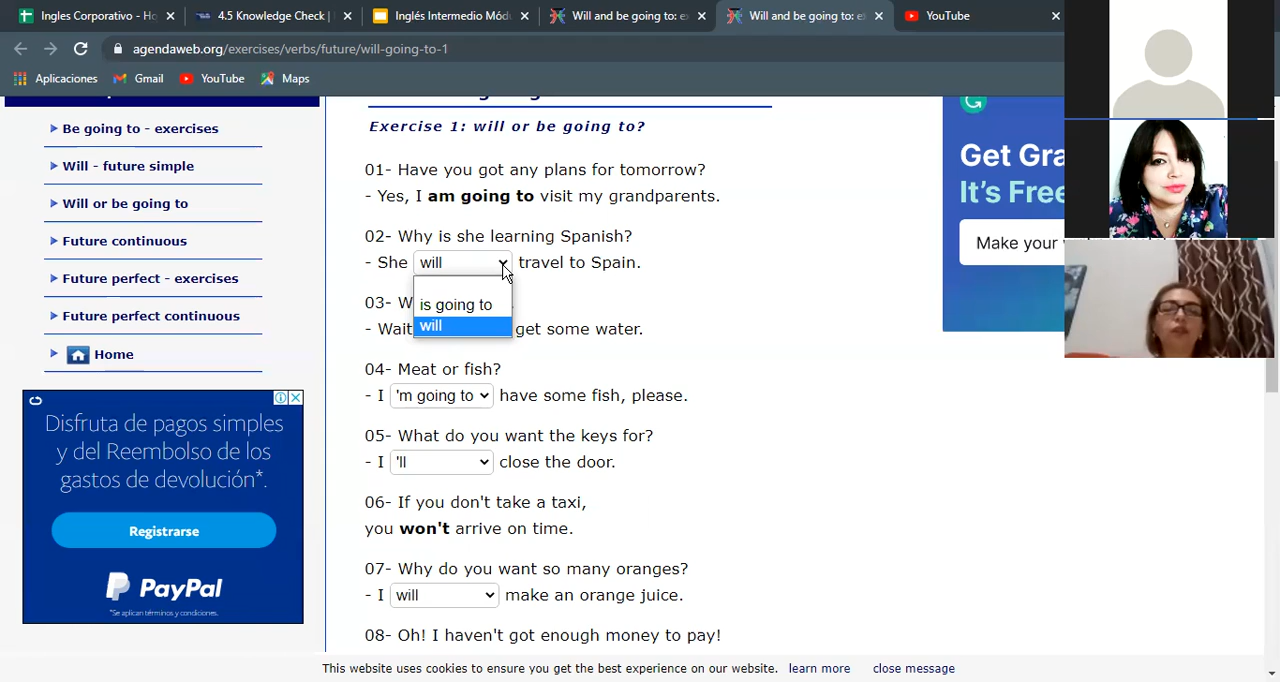 Ingles Corporativo - Ho
4.5 Knowledge Check |
Inglés Intermedio Mód
Will and be going to: ex
Will and be going to: ex
YouTube
agendaweb.org/exercises/verbs/future/will-going-to-1
Aplicaciones
Gmail
YouTube
Maps
Be going to - exercises
Will - future simple
Will or be going to
Future continuous
Future perfect - exercises
Future perfect continuous
Home
Disfruta de pagos simples
y del Reembolso de los
gastos de devolución*.
Registrarse
PayPal
*Se aplican términos y condiciones.
Exercise 1: will or be going to?
01- Have you got any plans for tomorrow?
- Yes, I am going to visit my grandparents.
02- Why is she learning Spanish?
- She will travel to Spain.
is going to
will
03- W
- Wait get some water.
04- Meat or fish?
- I 'm going to have some fish, please.
05- What do you want the keys for?
- I 'll close the door.
06- If you don't take a taxi,
you won't arrive on time.
07- Why do you want so many oranges?
- I will make an orange juice.
08- Oh! I haven't got enough money to pay!
Get Gra
It's Free
Make your
This website uses cookies to ensure you get the best experience on our website. learn more close message